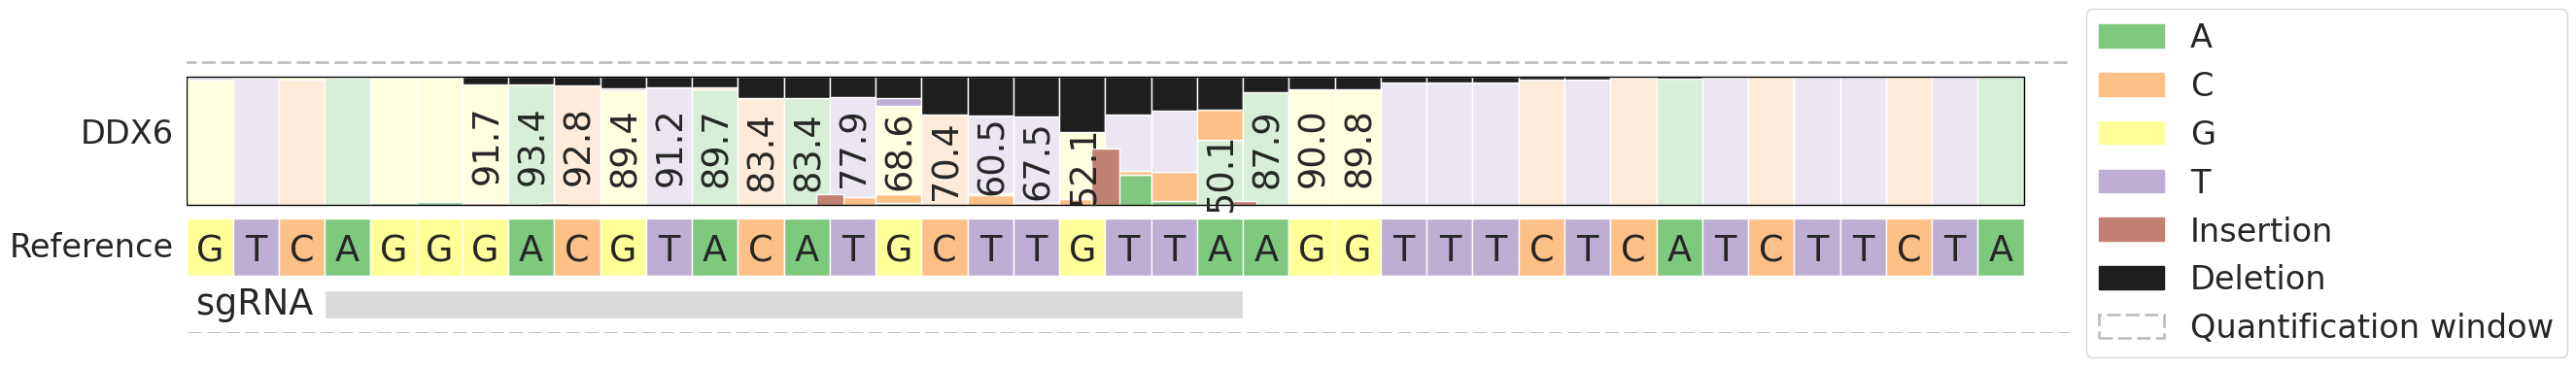 DDX6
91.7 93.4 92.8 89.4 91.2 89.7 83.4 83.4 77.9 68.6 70.4 60.5 67.5 52.1 50.1 87.9 90.0 89.8
Reference G T C A G G G A C G T A C A T G C T T G T T A A G G T T T C T C A T C T T C T A
sgRNA
A
C
G
T
Insertion
Deletion
Quantification window